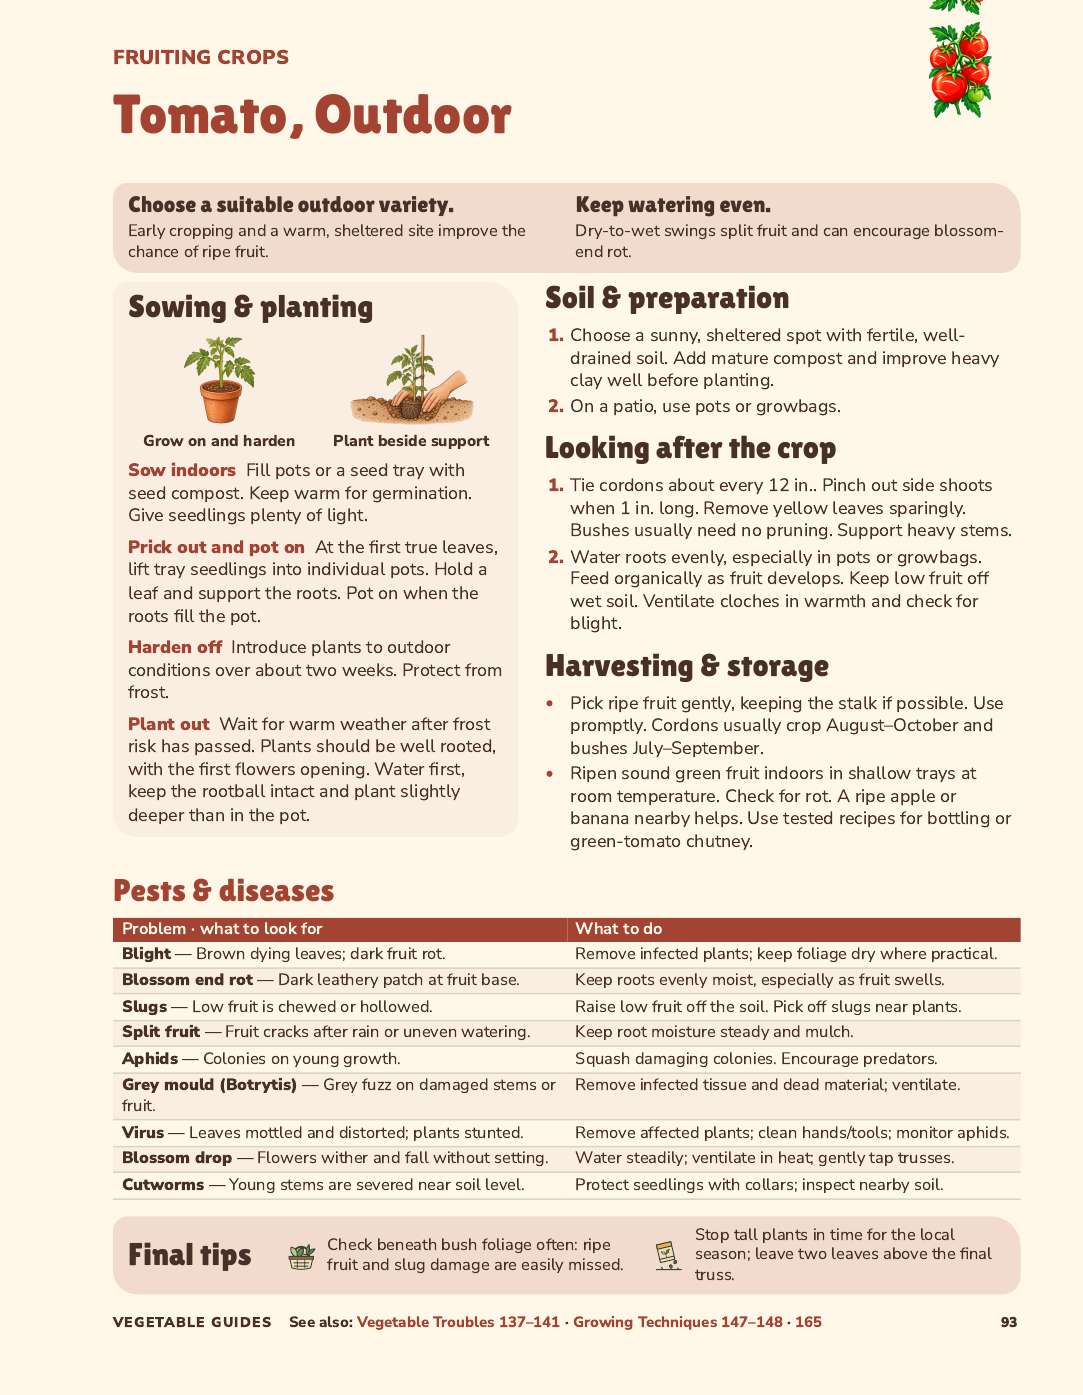 FRUITING CROPS
Tomato, Outdoor
Choose a suitable outdoor variety.
Early cropping and a warm, sheltered site improve the
chance of ripe fruit.
Keep watering even.
Dry-to-wet swings split fruit and can encourage blossom-
end rot.
Sowing & planting
Grow on and harden
Plant beside support
Sow indoors Fill pots or a seed tray with
seed compost. Keep warm for germination.
Give seedlings plenty of light.
Prick out and pot on At the first true leaves,
lift tray seedlings into individual pots. Hold a
leaf and support the roots. Pot on when the
roots fill the pot.
Harden off Introduce plants to outdoor
conditions over about two weeks. Protect from
frost.
Plant out Wait for warm weather after frost
risk has passed. Plants should be well rooted,
with the first flowers opening. Water first,
keep the rootball intact and plant slightly
deeper than in the pot.
Soil & preparation
1. Choose a sunny, sheltered spot with fertile, well-
drained soil. Add mature compost and improve heavy
clay well before planting.
2. On a patio, use pots or growbags.
Looking after the crop
1. Tie cordons about every 12 in.. Pinch out side shoots
when 1 in. long. Remove yellow leaves sparingly.
Bushes usually need no pruning. Support heavy stems.
2. Water roots evenly, especially in pots or growbags.
Feed organically as fruit develops. Keep low fruit off
wet soil. Ventilate cloches in warmth and check for
blight.
Harvesting & storage
• Pick ripe fruit gently, keeping the stalk if possible. Use
promptly. Cordons usually crop August–October and
bushes July–September.
• Ripen sound green fruit indoors in shallow trays at
room temperature. Check for rot. A ripe apple or
banana nearby helps. Use tested recipes for bottling or
green-tomato chutney.
Pests & diseases
Problem · what to look for What to do
Blight — Brown dying leaves; dark fruit rot. Remove infected plants; keep foliage dry where practical.
Blossom end rot — Dark leathery patch at fruit base. Keep roots evenly moist, especially as fruit swells.
Slugs — Low fruit is chewed or hollowed. Raise low fruit off the soil. Pick off slugs near plants.
Split fruit — Fruit cracks after rain or uneven watering. Keep root moisture steady and mulch.
Aphids — Colonies on young growth. Squash damaging colonies. Encourage predators.
Grey mould (Botrytis) — Grey fuzz on damaged stems or Remove infected tissue and dead material; ventilate.
fruit.
Virus — Leaves mottled and distorted; plants stunted. Remove affected plants; clean hands/tools; monitor aphids.
Blossom drop — Flowers wither and fall without setting. Water steadily; ventilate in heat; gently tap trusses.
Cutworms — Young stems are severed near soil level. Protect seedlings with collars; inspect nearby soil.
Final tips
Check beneath bush foliage often: ripe
fruit and slug damage are easily missed.
Stop tall plants in time for the local
season; leave two leaves above the final
truss.
VEGETABLE GUIDES See also: Vegetable Troubles 137–141 · Growing Techniques 147–148 · 165 93